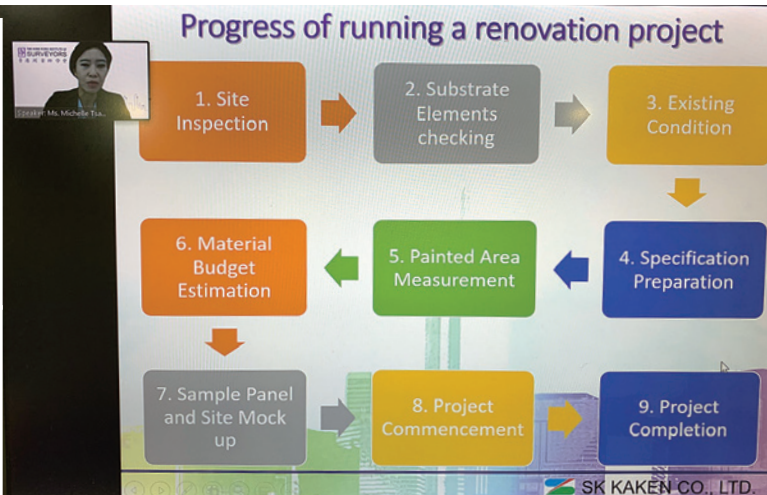 Progress of running a renovation project
SURVEYORS
Speaker: Ms. Michelle Tsa...
1. Site
Inspection
2. Substrate
Elements
checking
3. Existing
Condition
4. Specification
Preparation
5. Painted Area
Measurement
6. Material
Budget
Estimation
7. Sample Panel
and Site Mock
up
8. Project
Commencement
9. Project
Completion
SK KAKEN CO., LTD.